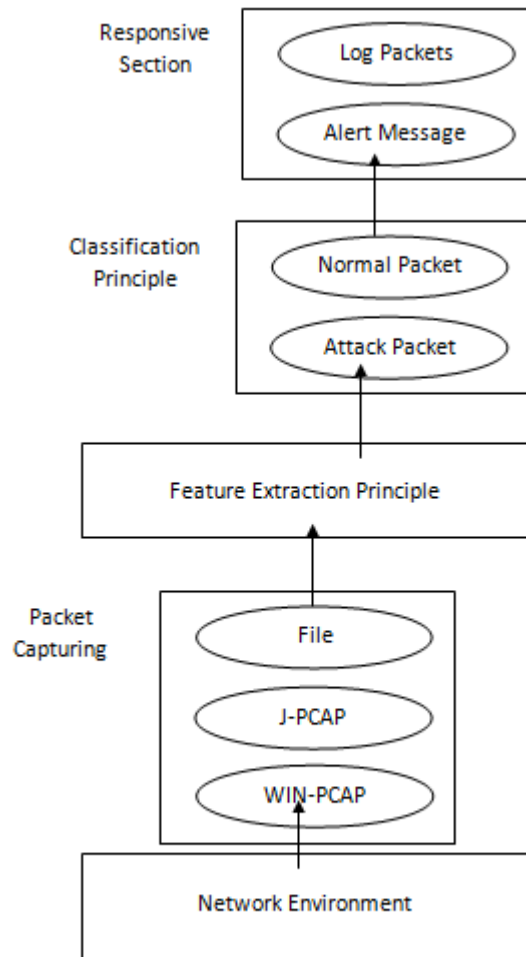 Responsive
Section
Log Packets
Alert Message
Classification
Principle
Normal Packet
Attack Packet
Feature Extraction Principle
Packet
Capturing
File
J-PCAP
WIN-PCAP
Network Environment